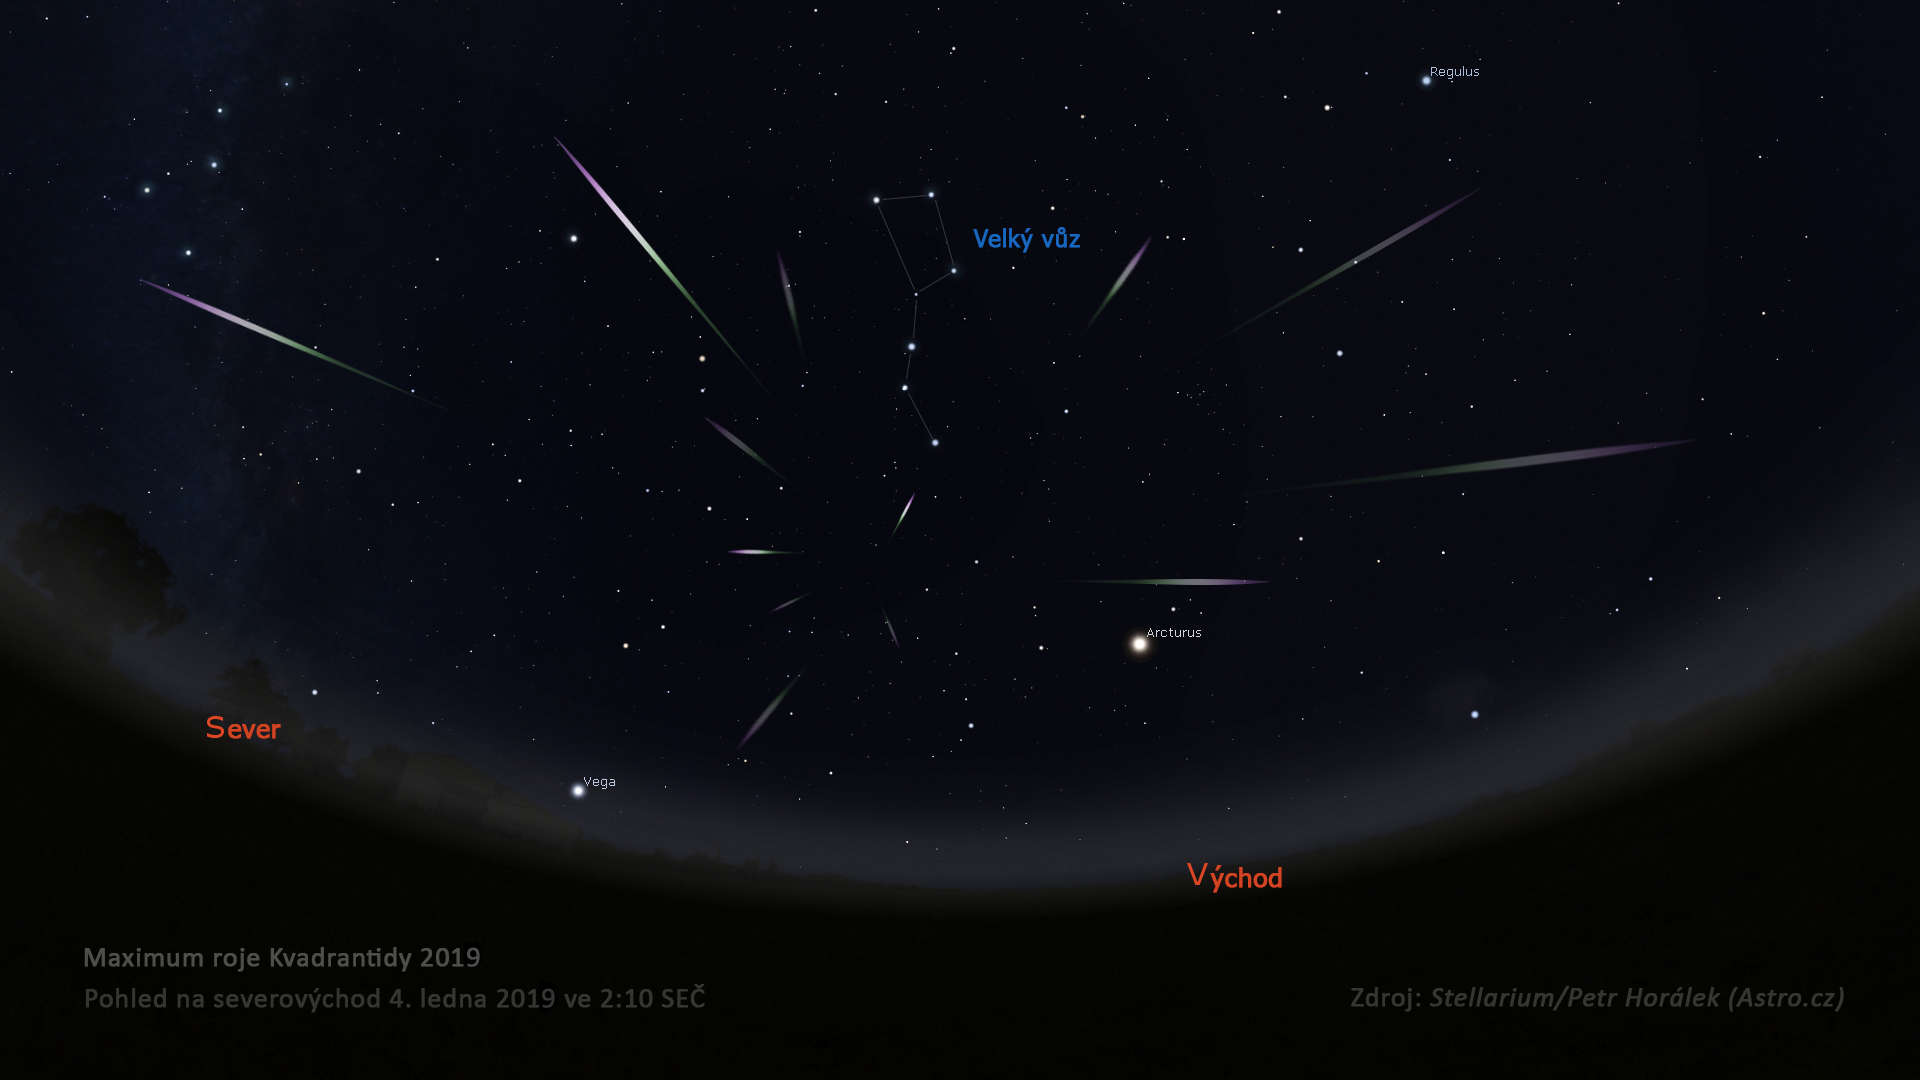 Regulus
Velký vůz
Arcturus
Sever
Vega
Východ
Maximum roje Kvadrantidy 2019
Pohled na severovýchod 4. ledna 2019 ve 2:10 SEČ
Zdroj: Stellarium/Petr Horálek (Astro.cz)